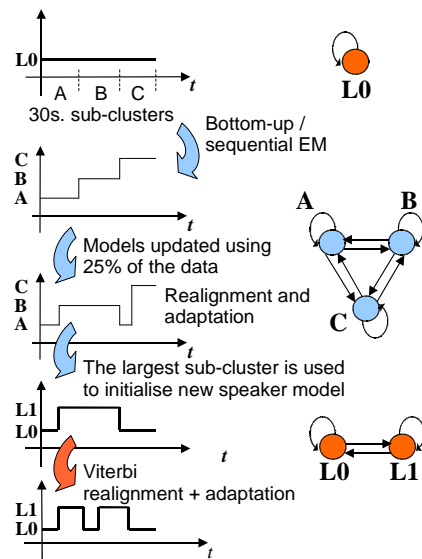 L0
t
A B C
30s. sub-clusters
L0
Bottom-up /
sequential EM
C
B
A
t
A B
C
Models updated using
25% of the data
C
B
A
Realignment and
adaptation
t
The largest sub-cluster is used
to initialise new speaker model
L1
L0
t
L0 L1
Viterbi
realignment + adaptation
L1
L0
t